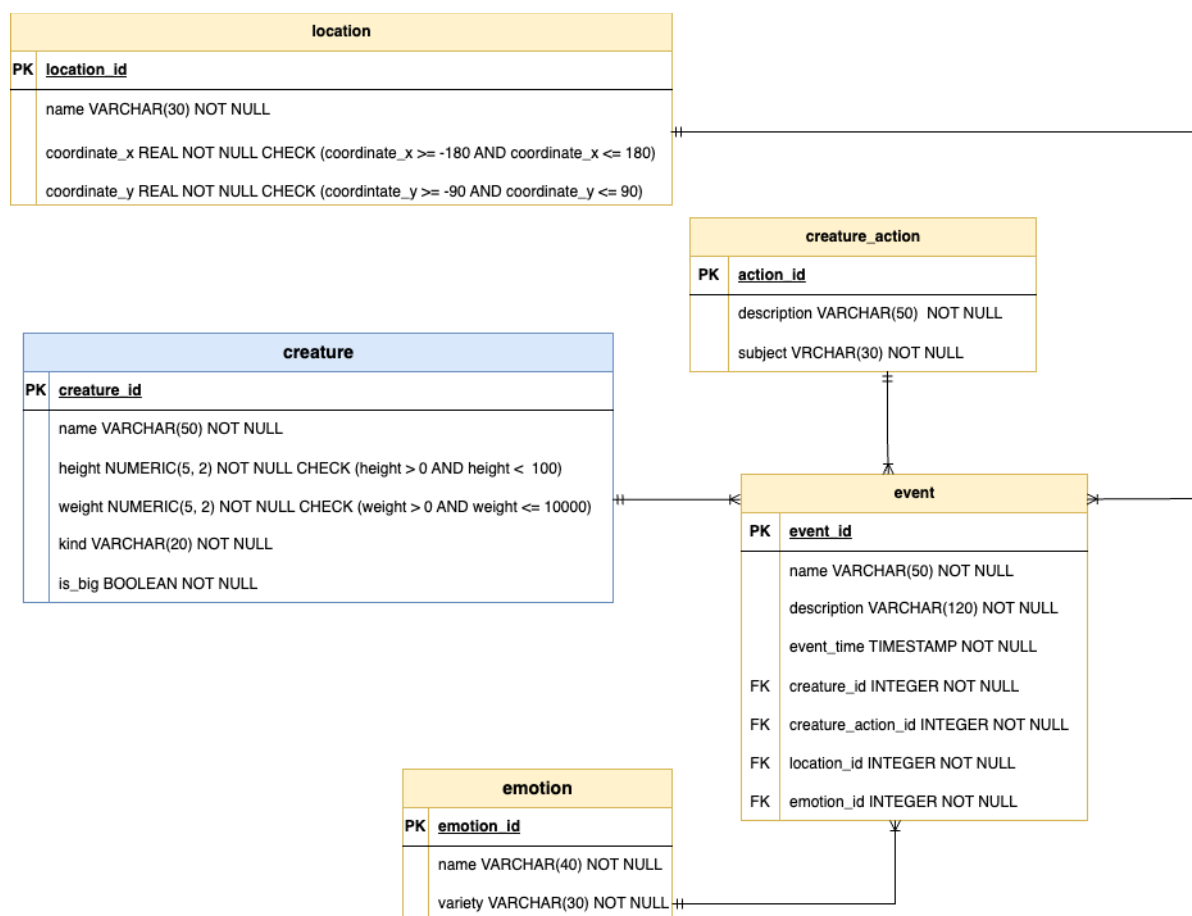 location
PK location_id
name VARCHAR(30) NOT NULL
coordinate_x REAL NOT NULL CHECK (coordinate_x >= -180 AND coordinate_x <= 180)
coordinate_y REAL NOT NULL CHECK (coordintate_y >= -90 AND coordinate_y <= 90)
creature_action
PK action_id
description VARCHAR(50) NOT NULL
subject VRCHAR(30) NOT NULL
creature
PK creature_id
name VARCHAR(50) NOT NULL
height NUMERIC(5, 2) NOT NULL CHECK (height > 0 AND height < 100)
weight NUMERIC(5, 2) NOT NULL CHECK (weight > 0 AND weight <= 10000)
kind VARCHAR(20) NOT NULL
is_big BOOLEAN NOT NULL
event
PK event_id
name VARCHAR(50) NOT NULL
description VARCHAR(120) NOT NULL
event_time TIMESTAMP NOT NULL
FK creature_id INTEGER NOT NULL
FK creature_action_id INTEGER NOT NULL
FK location_id INTEGER NOT NULL
FK emotion_id INTEGER NOT NULL
emotion
PK emotion_id
name VARCHAR(40) NOT NULL
variety VARCHAR(30) NOT NULL